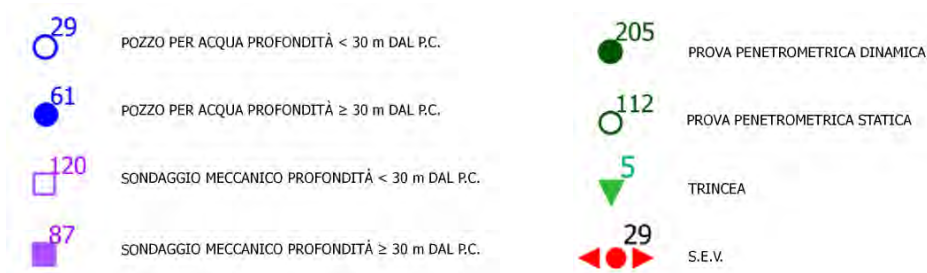 29
POZZO PER ACQUA PROFONDITÀ < 30 m DAL P.C.
61
POZZO PER ACQUA PROFONDITÀ ≥ 30 m DAL P.C.
120
SONDAGGIO MECCANICO PROFONDITÀ < 30 m DAL P.C.
87
SONDAGGIO MECCANICO PROFONDITÀ ≥ 30 m DAL P.C.
205
PROVA PENETROMETRICA DINAMICA
112
PROVA PENETROMETRICA STATICA
5
TRINCEA
29
S.E.V.